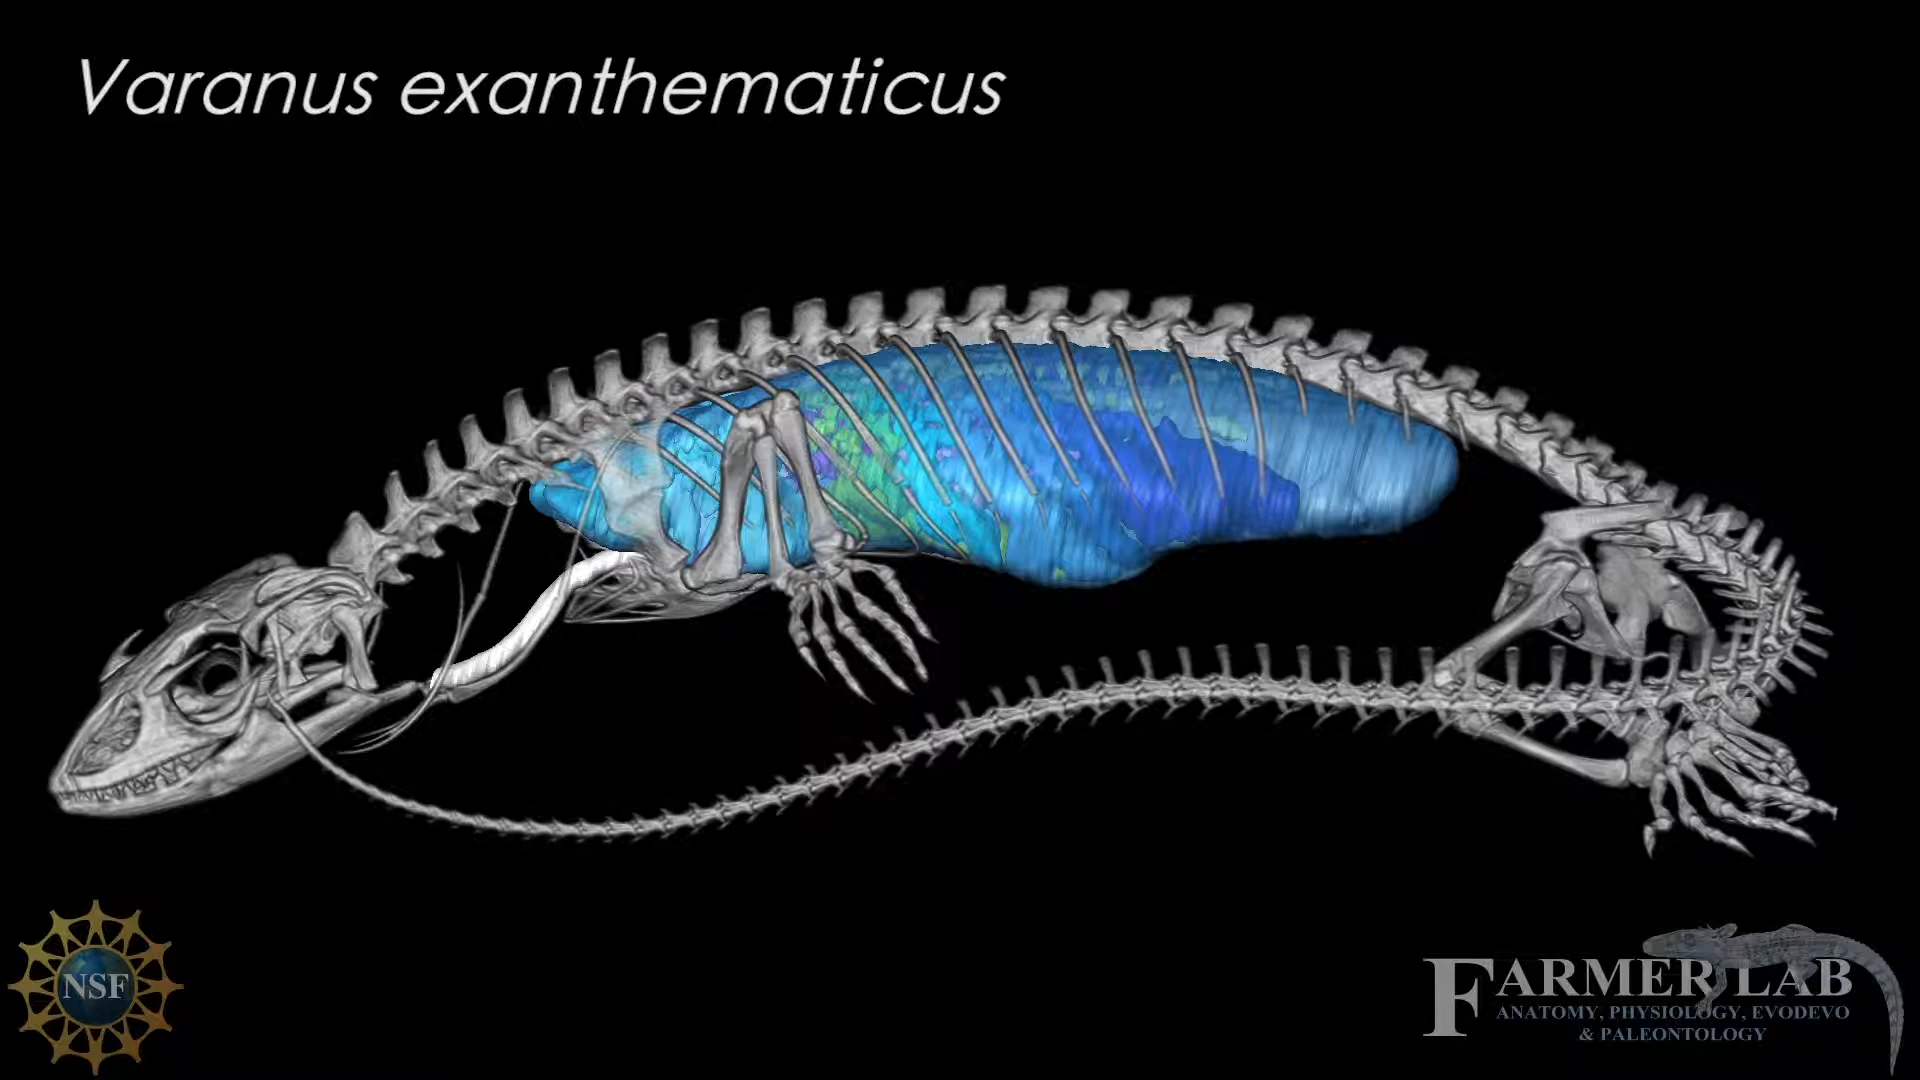 Varanus exanthematicus
NSF
FARMER LAB
ANATOMY, PHYSIOLOGY, EVODEVO
& PALEONTOLOGY